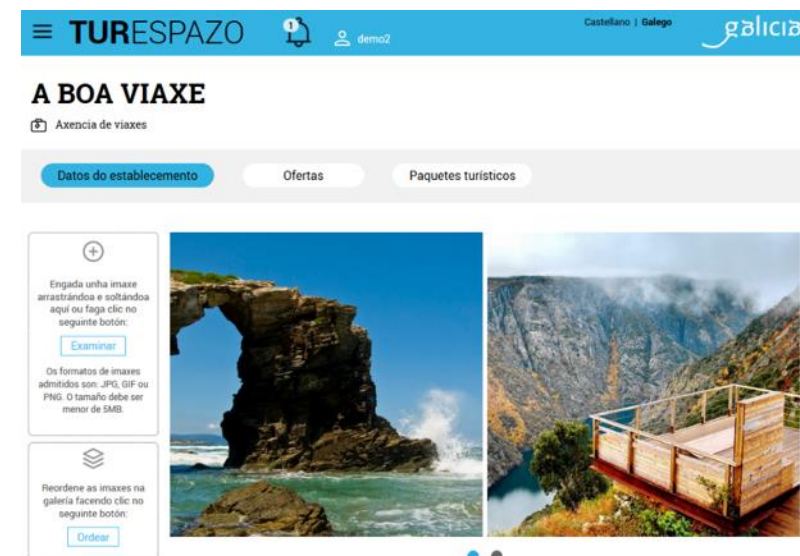 TURESPAZO
1
demo2
Castellano | Galego
galicia
A BOA VIAXE
Axencia de viaxes
Datos do establecemento
Ofertas
Paquetes turísticos
Engada unha imaxe
arrastrándoa e soltándoa
aquí ou faga clic no
seguinte botón:
Examinar
Os formatos de imaxes
admitidos son: JPG, GIF ou
PNG. O tamaño debe ser
menor de 5MB.
Reordene as imaxes na
galería facendo clic no
seguinte botón:
Ordear